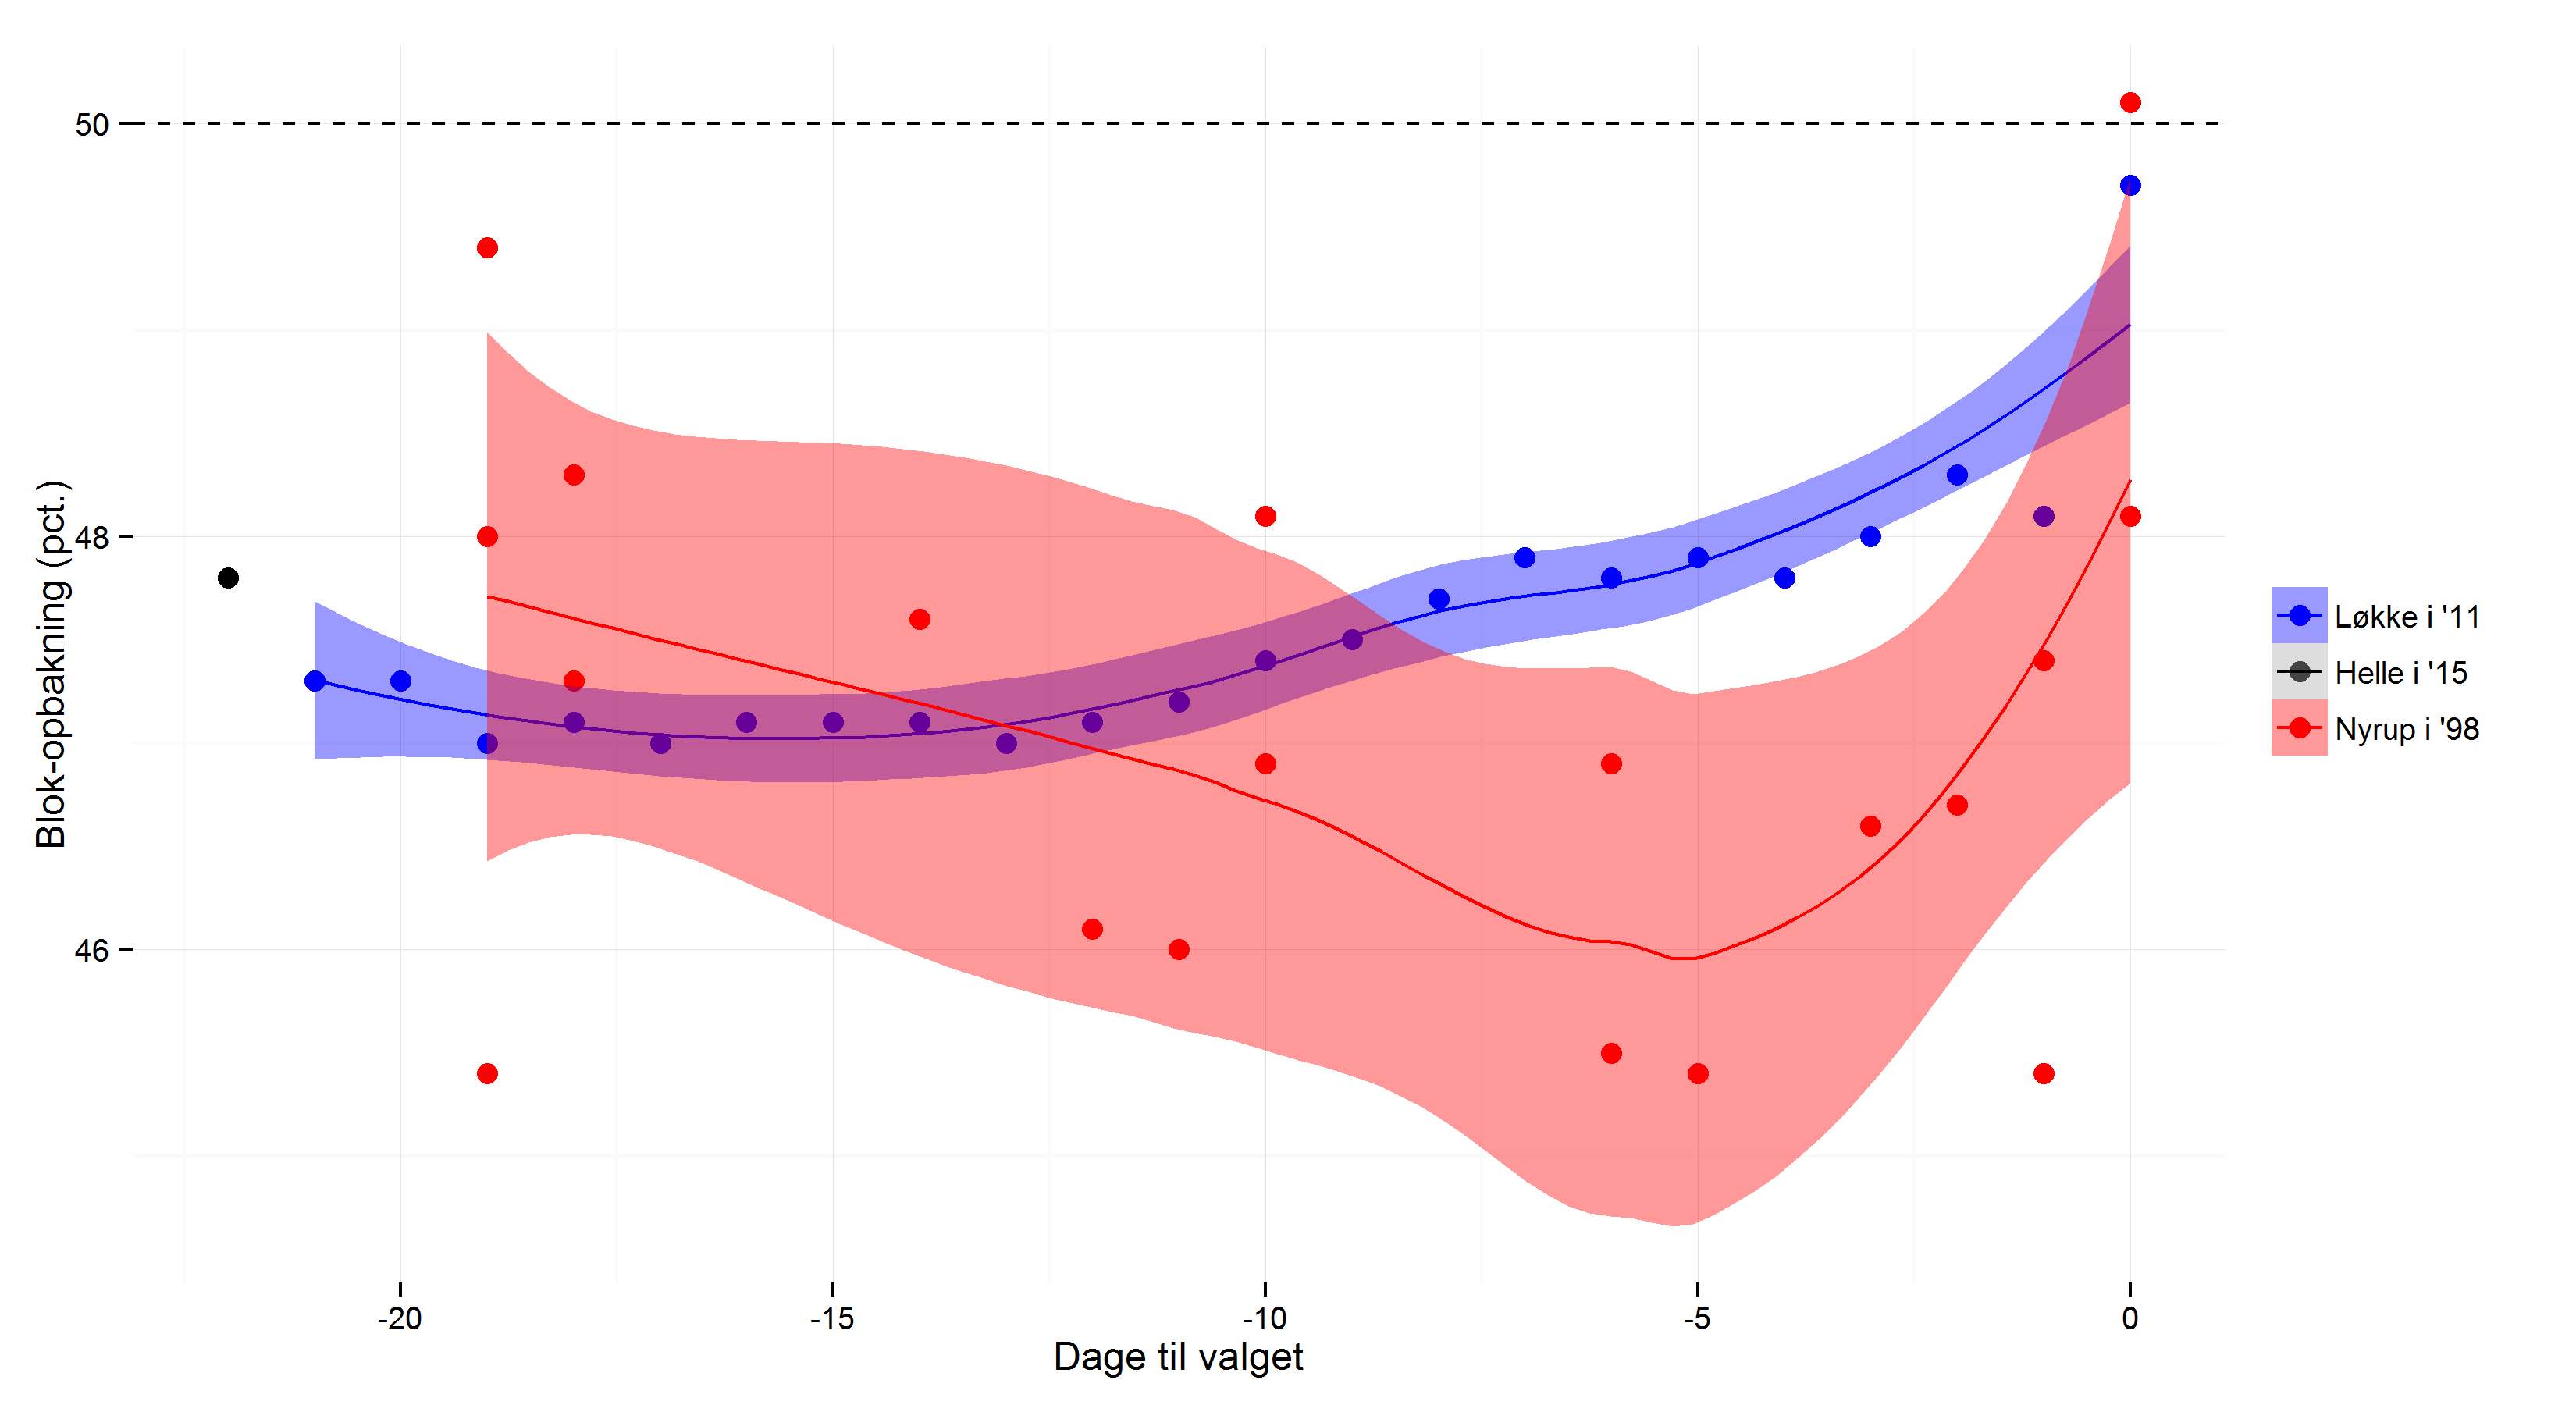 50
48
46
Blok-opbakning (pct.)
-20
-15
-10
-5
0
Dage til valget
Løkke i '11
Helle i '15
Nyrup i '98